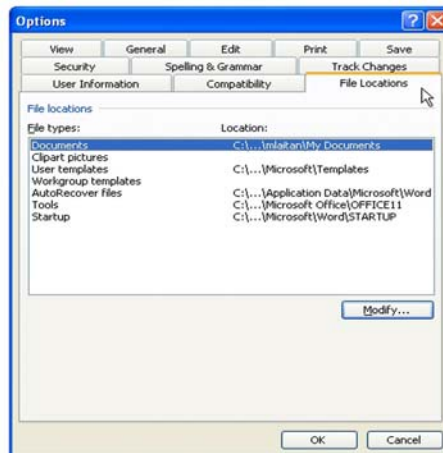 Options
View General Edit Print Save
Security Spelling & Grammar Track Changes
User Information Compatibility File Locations
File locations
File types: Location:
Documents C:\...\mlaitan\My Documents
Clipart pictures
User templates C:\...\Microsoft\Templates
Workgroup templates
AutoRecover files C:\...\Application Data\Microsoft\Word
Tools C:\...\Microsoft Office\OFFICE11
Startup C:\...\Microsoft\Word\STARTUP
Modify...
OK Cancel